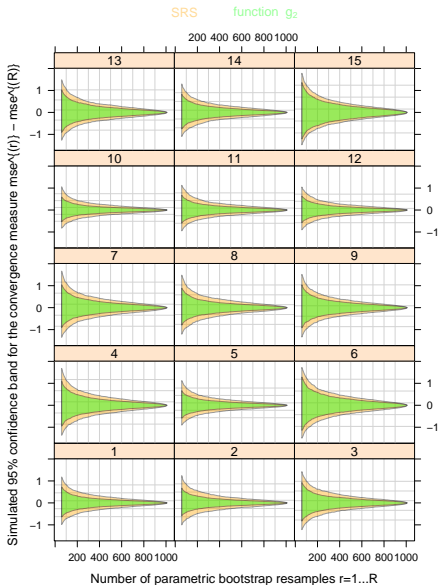 SRS function g₂
200 400 600 800 1000
Simulated 95% confidence band for the convergence measure mse^{(r)} − mse^{(R)}
13 14 15
1
0
−1
10 11 12
1
0
−1
7 8 9
1
0
−1
4 5 6
1
0
−1
1 2 3
1
0
−1
200 400 600 800 1000 200 400 600 800 1000
Number of parametric bootstrap resamples r=1...R